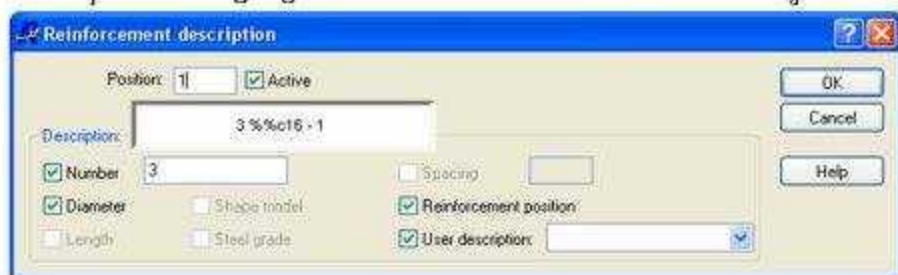 Reinforcement description
Position: 1 Active
OK
3 %%c16 - 1
Cancel
Description:
Number 3 Spacing
Help
Diameter Shape model Reinforcement position
Length Steel grade User description: